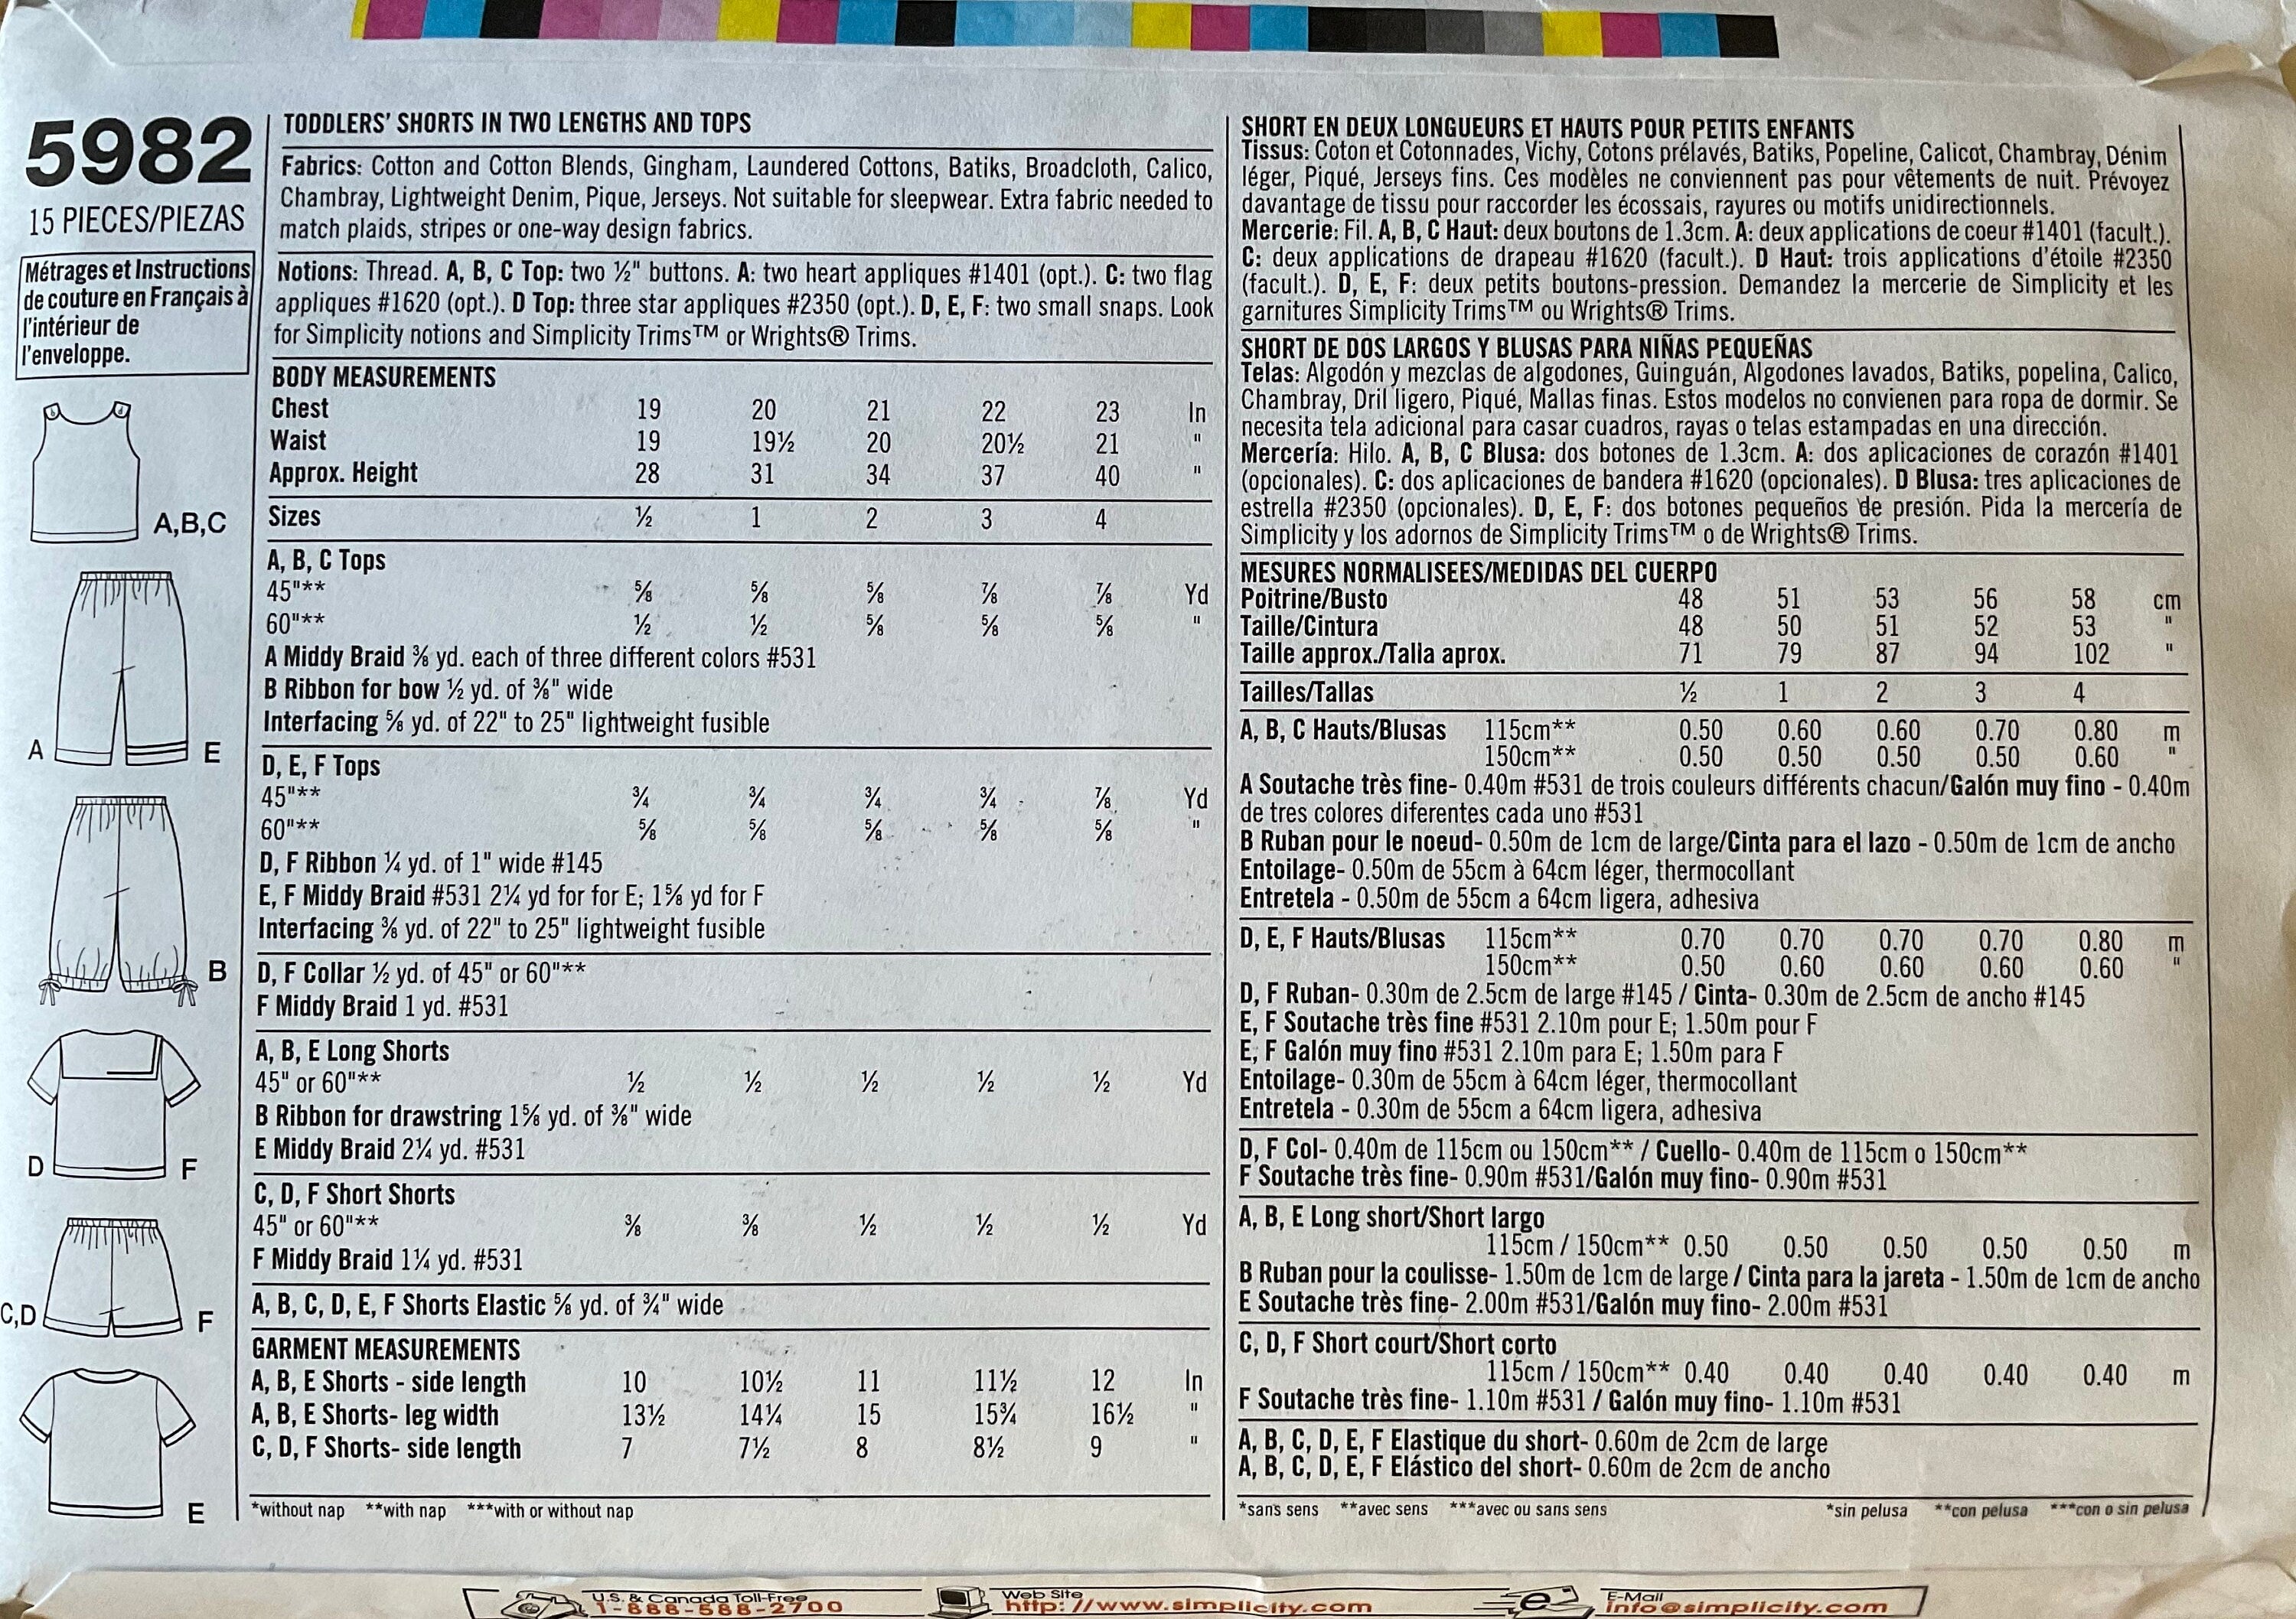 5982
15 PIECES/PIEZAS
Métrages et Instructions
de couture en Français à
l'intérieur de
l'enveloppe.
A,B,C
A E
B
D F
C,D F
E
TODDLERS' SHORTS IN TWO LENGTHS AND TOPS
Fabrics: Cotton and Cotton Blends, Gingham, Laundered Cottons, Batiks, Broadcloth, Calico,
Chambray, Lightweight Denim, Pique, Jerseys. Not suitable for sleepwear. Extra fabric needed to
match plaids, stripes or one-way design fabrics.
Notions: Thread. A, B, C Top: two ½" buttons. A: two heart appliques #1401 (opt.). C: two flag
appliques #1620 (opt.). D Top: three star appliques #2350 (opt.). D, E, F: two small snaps. Look
for Simplicity notions and Simplicity Trims™ or Wrights® Trims.
BODY MEASUREMENTS
Chest 19 20 21 22 23 In
Waist 19 19½ 20 20½ 21 "
Approx. Height 28 31 34 37 40 "
Sizes ½ 1 2 3 4
A, B, C Tops
45"** ⅝ ⅝ ⅝ ⅞ ⅞ Yd
60"** ½ ½ ⅝ ⅝ ⅝ "
A Middy Braid ⅜ yd. each of three different colors #531
B Ribbon for bow ½ yd. of ⅜" wide
Interfacing ⅝ yd. of 22" to 25" lightweight fusible
D, E, F Tops
45"** ¾ ¾ ¾ ¾ ⅞ Yd
60"** ⅝ ⅝ ⅝ ⅝ ⅝ "
D, F Ribbon ¼ yd. of 1" wide #145
E, F Middy Braid #531 2¼ yd for for E; 1⅝ yd for F
Interfacing ⅜ yd. of 22" to 25" lightweight fusible
D, F Collar ½ yd. of 45" or 60"**
F Middy Braid 1 yd. #531
A, B, E Long Shorts
45" or 60"** ½ ½ ½ ½ ½ Yd
B Ribbon for drawstring 1⅝ yd. of ⅜" wide
E Middy Braid 2¼ yd. #531
C, D, F Short Shorts
45" or 60"** ⅜ ⅜ ½ ½ ½ Yd
F Middy Braid 1¼ yd. #531
A, B, C, D, E, F Shorts Elastic ⅝ yd. of ¾" wide
GARMENT MEASUREMENTS
A, B, E Shorts - side length 10 10½ 11 11½ 12 In
A, B, E Shorts- leg width 13½ 14¼ 15 15¾ 16½ "
C, D, F Shorts- side length 7 7½ 8 8½ 9 "
*without nap **with nap ***with or without nap
SHORT EN DEUX LONGUEURS ET HAUTS POUR PETITS ENFANTS
Tissus: Coton et Cotonnades, Vichy, Cotons prélavés, Batiks, Popeline, Calicot, Chambray, Dénim
léger, Piqué, Jerseys fins. Ces modèles ne conviennent pas pour vêtements de nuit. Prévoyez
davantage de tissu pour raccorder les écossais, rayures ou motifs unidirectionnels.
Mercerie: Fil. A, B, C Haut: deux boutons de 1.3cm. A: deux applications de coeur #1401 (facult.).
C: deux applications de drapeau #1620 (facult.). D Haut: trois applications d'étoile #2350
(facult.). D, E, F: deux petits boutons-pression. Demandez la mercerie de Simplicity et les
garnitures Simplicity Trims™ ou Wrights® Trims.
SHORT DE DOS LARGOS Y BLUSAS PARA NIÑAS PEQUEÑAS
Telas: Algodón y mezclas de algodones, Guinguán, Algodones lavados, Batiks, popelina, Calico,
Chambray, Dril ligero, Piqué, Mallas finas. Estos modelos no convienen para ropa de dormir. Se
necesita tela adicional para casar cuadros, rayas o telas estampadas en una dirección.
Mercería: Hilo. A, B, C Blusa: dos botones de 1.3cm. A: dos aplicaciones de corazón #1401
(opcionales). C: dos aplicaciones de bandera #1620 (opcionales). D Blusa: tres aplicaciones de
estrella #2350 (opcionales). D, E, F: dos botones pequeños de presión. Pida la mercería de
Simplicity y los adornos de Simplicity Trims™ o de Wrights® Trims.
MESURES NORMALISEES/MEDIDAS DEL CUERPO
Poitrine/Busto 48 51 53 56 58 cm
Taille/Cintura 48 50 51 52 53 "
Taille approx./Talla aprox. 71 79 87 94 102 "
Tailles/Tallas ½ 1 2 3 4
A, B, C Hauts/Blusas 115cm** 0.50 0.60 0.60 0.70 0.80 m
150cm** 0.50 0.50 0.50 0.50 0.60 "
A Soutache très fine- 0.40m #531 de trois couleurs différents chacun/Galón muy fino - 0.40m
de tres colores diferentes cada uno #531
B Ruban pour le noeud- 0.50m de 1cm de large/Cinta para el lazo - 0.50m de 1cm de ancho
Entoilage- 0.50m de 55cm à 64cm léger, thermocollant
Entretela - 0.50m de 55cm a 64cm ligera, adhesiva
D, E, F Hauts/Blusas 115cm** 0.70 0.70 0.70 0.70 0.80 m
150cm** 0.50 0.60 0.60 0.60 0.60 "
D, F Ruban- 0.30m de 2.5cm de large #145 / Cinta- 0.30m de 2.5cm de ancho #145
E, F Soutache très fine #531 2.10m pour E; 1.50m pour F
E, F Galón muy fino #531 2.10m para E; 1.50m para F
Entoilage- 0.30m de 55cm à 64cm léger, thermocollant
Entretela - 0.30m de 55cm a 64cm ligera, adhesiva
D, F Col- 0.40m de 115cm ou 150cm** / Cuello- 0.40m de 115cm o 150cm**
F Soutache très fine- 0.90m #531/Galón muy fino- 0.90m #531
A, B, E Long short/Short largo
115cm / 150cm** 0.50 0.50 0.50 0.50 0.50 m
B Ruban pour la coulisse- 1.50m de 1cm de large / Cinta para la jareta - 1.50m de 1cm de ancho
E Soutache très fine- 2.00m #531/Galón muy fino- 2.00m #531
C, D, F Short court/Short corto
115cm / 150cm** 0.40 0.40 0.40 0.40 0.40 m
F Soutache très fine- 1.10m #531 / Galón muy fino- 1.10m #531
A, B, C, D, E, F Elastique du short- 0.60m de 2cm de large
A, B, C, D, E, F Elástico del short- 0.60m de 2cm de ancho
*sans sens **avec sens ***avec ou sans sens *sin pelusa **con pelusa ***con o sin pelusa
U.S. & Canada Toll-Free
1-888-588-2700
Web Site
http://www.simplicity.com
E-Mail
info@simplicity.com